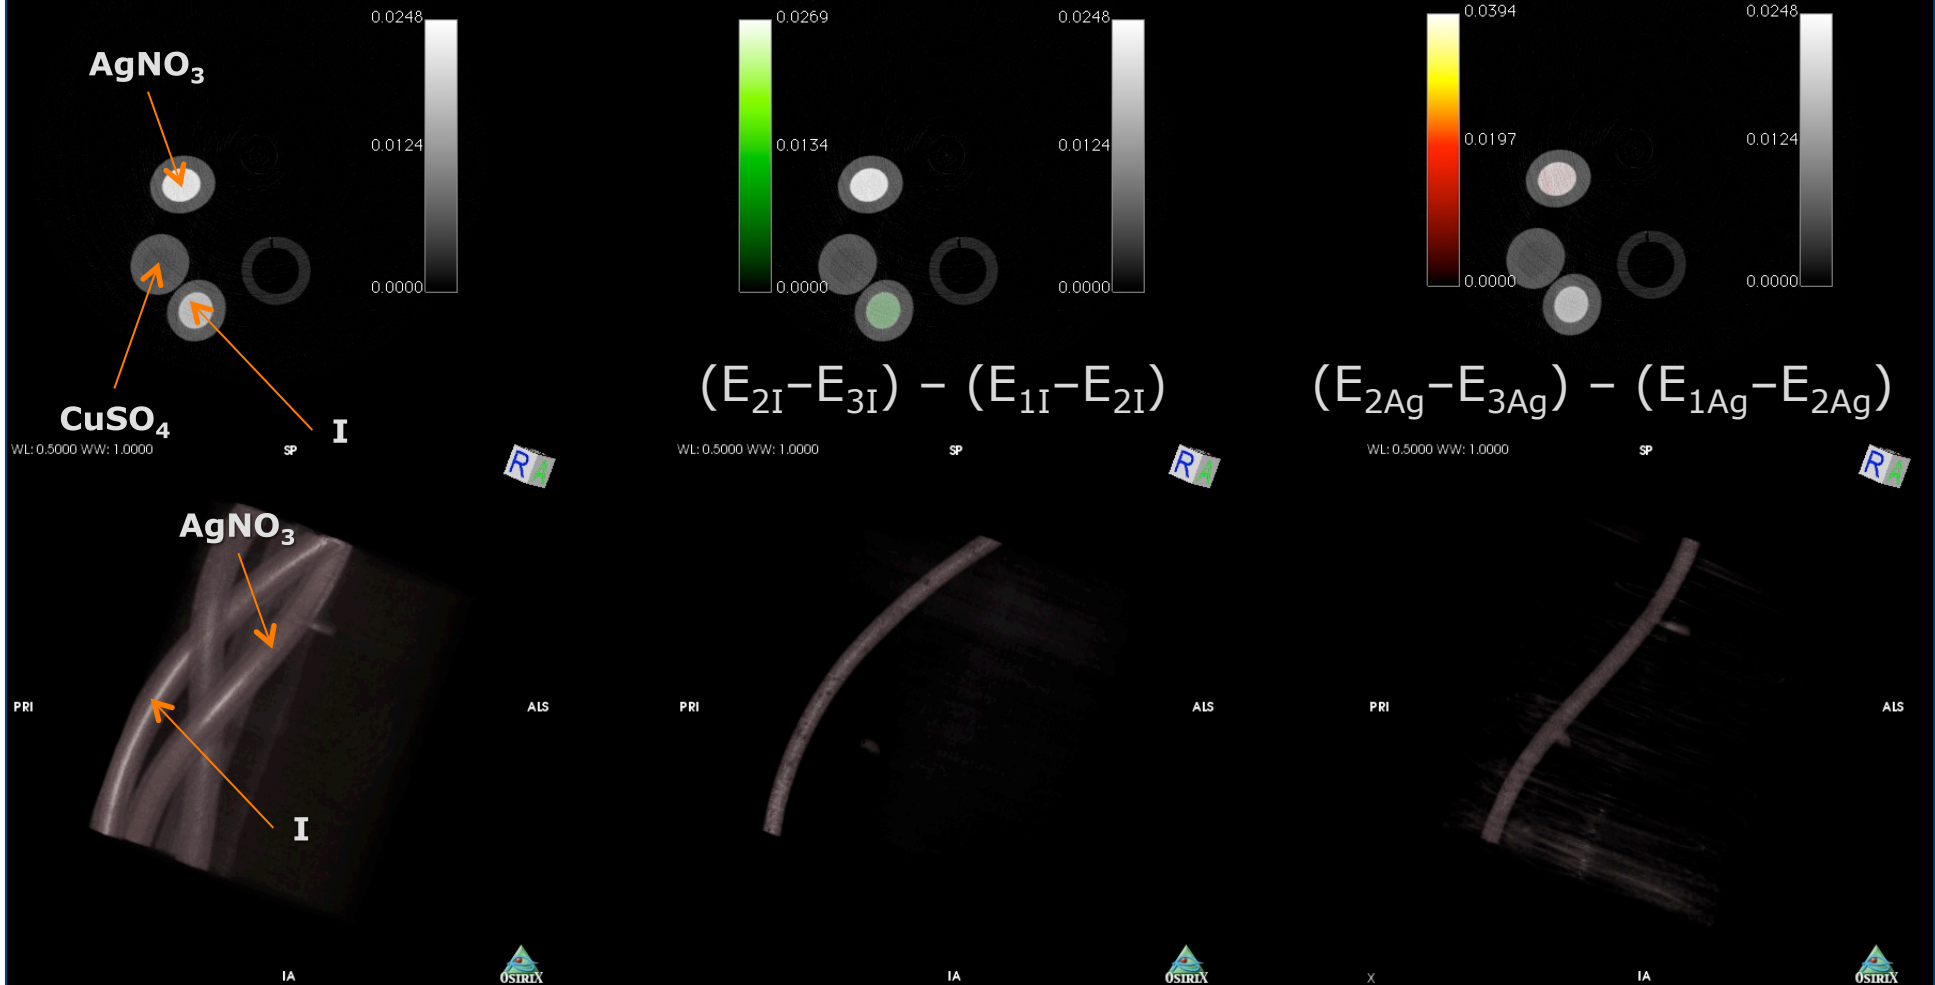 AgNO₃
CuSO₄
I
0.0248
0.0124
0.0000
0.0269
0.0134
0.0000
0.0248
0.0124
0.0000
(E₂I–E₃I) – (E₁I–E₂I)
0.0394
0.0197
0.0000
0.0248
0.0124
0.0000
(E₂Ag–E₃Ag) – (E₁Ag–E₂Ag)
WL: 0.5000 WW: 1.0000
SP
R A
AgNO₃
PRI
ALS
I
IA
OSIRIX
WL: 0.5000 WW: 1.0000
SP
R A
PRI
ALS
IA
OSIRIX
WL: 0.5000 WW: 1.0000
SP
R A
PRI
ALS
X
IA
OSIRIX